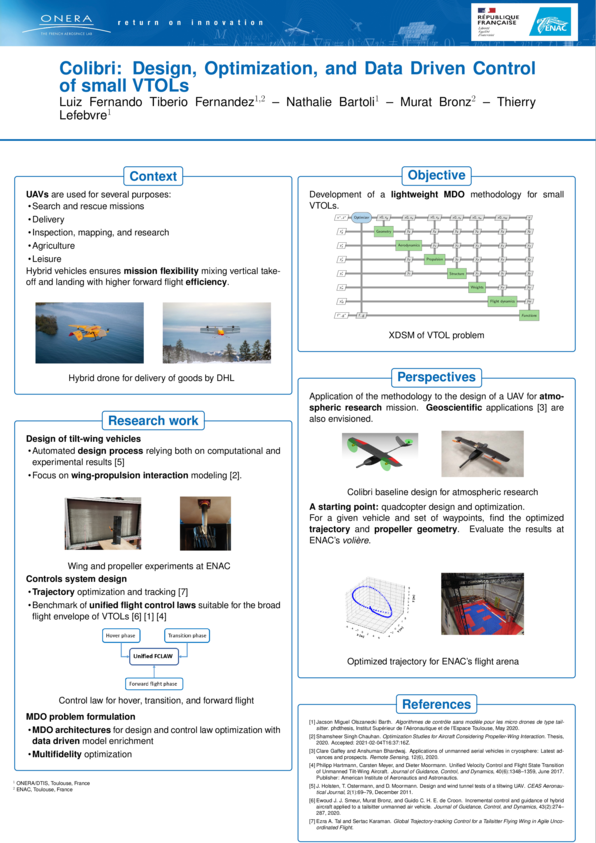 ONERA
THE FRENCH AEROSPACE LAB
return on innovation
RÉPUBLIQUE
FRANÇAISE
ENAC
Colibri: Design, Optimization, and Data Driven Control
of small VTOLs
Luiz Fernando Tiberio Fernandez1,2 – Nathalie Bartoli1 – Murat Bronz2 – Thierry
Lefebvre1
Context
UAVs are used for several purposes:
• Search and rescue missions
• Delivery
• Inspection, mapping, and research
• Agriculture
• Leisure
Hybrid vehicles ensures mission flexibility mixing vertical take-
off and landing with higher forward flight efficiency.
Hybrid drone for delivery of goods by DHL
Research work
Design of tilt-wing vehicles
• Automated design process relying both on computational and
experimental results [5]
• Focus on wing-propulsion interaction modeling [2].
Wing and propeller experiments at ENAC
Controls system design
• Trajectory optimization and tracking [7]
• Benchmark of unified flight control laws suitable for the broad
flight envelope of VTOLs [6] [1] [4]
Hover phase
Transition phase
Unified FCLAW
Forward flight phase
Control law for hover, transition, and forward flight
MDO problem formulation
• MDO architectures for design and control law optimization with
data driven model enrichment
• Multifidelity optimization
1 ONERA/DTIS, Toulouse, France
2 ENAC, Toulouse, France
Objective
Development of a lightweight MDO methodology for small
VTOLs.
Optimizer
Geometry
Aerodynamics
Propulsion
Structure
Weights
Flight dynamics
Functions
XDSM of VTOL problem
Perspectives
Application of the methodology to the design of a UAV for atmo-
spheric research mission. Geoscientific applications [3] are
also envisioned.
Colibri baseline design for atmospheric research
A starting point: quadcopter design and optimization.
For a given vehicle and set of waypoints, find the optimized
trajectory and propeller geometry. Evaluate the results at
ENAC's volière.
Optimized trajectory for ENAC's flight arena
References
[1] Jacson Miguel Olszanecki Barth. Algorithmes de contrôle sans modèle pour les micro drones de type tail-
sitter. phdthesis, Institut Supérieur de l'Aéronautique et de l'Espace Toulouse, May 2020.
[2] Shamsheer Singh Chauhan. Optimization Studies for Aircraft Considering Propeller-Wing Interaction. Thesis,
2020. Accepted: 2021-02-04T16:37:16Z.
[3] Clare Gaffey and Anshuman Bhardwaj. Applications of unmanned aerial vehicles in cryosphere: Latest ad-
vances and prospects. Remote Sensing, 12(6), 2020.
[4] Philipp Hartmann, Carsten Meyer, and Dieter Moormann. Unified Velocity Control and Flight State Transition
of Unmanned Tilt-Wing Aircraft. Journal of Guidance, Control, and Dynamics, 40(6):1348–1359, June 2017.
Publisher: American Institute of Aeronautics and Astronautics.
[5] J. Holsten, T. Ostermann, and D. Moormann. Design and wind tunnel tests of a tiltwing UAV. CEAS Aeronau-
tical Journal, 2(1):69–79, December 2011.
[6] Ewoud J. J. Smeur, Murat Bronz, and Guido C. H. E. de Croon. Incremental control and guidance of hybrid
aircraft applied to a tailsitter unmanned air vehicle. Journal of Guidance, Control, and Dynamics, 43(2):274–
287, 2020.
[7] Ezra A. Tal and Sertac Karaman. Global Trajectory-tracking Control for a Tailsitter Flying Wing in Agile Unco-
ordinated Flight.